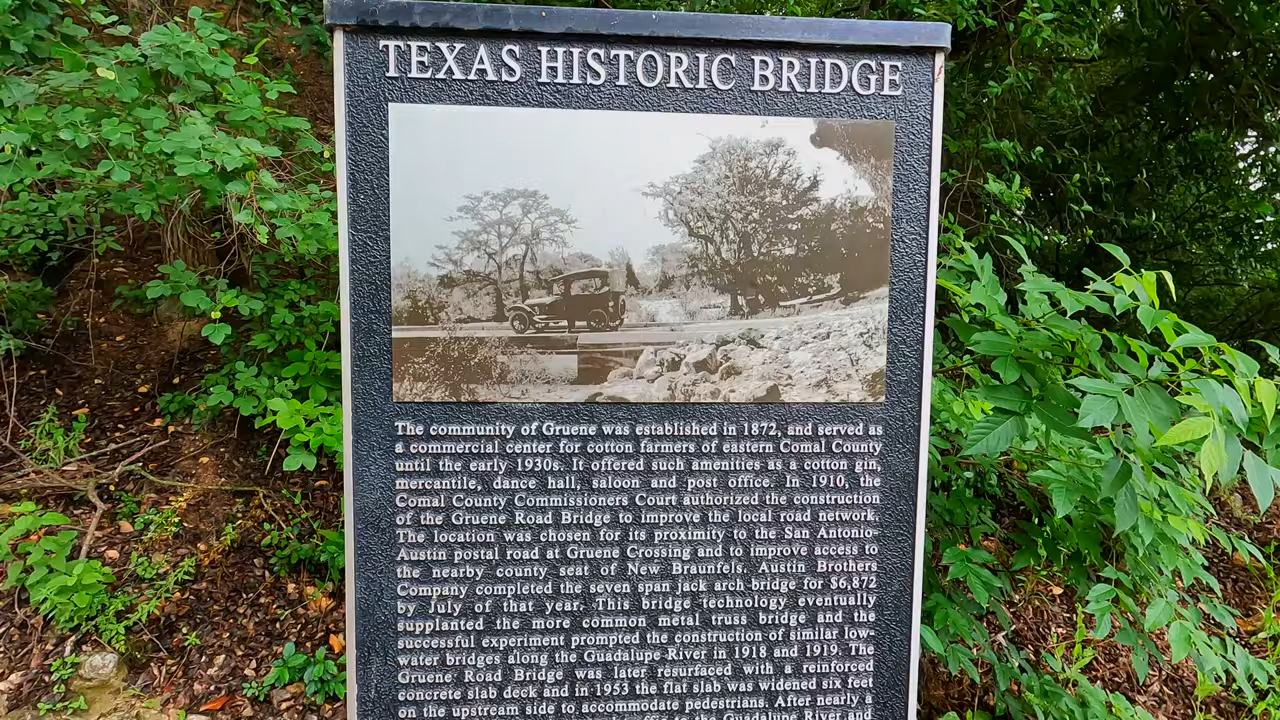 TEXAS HISTORIC BRIDGE
The community of Gruene was established in 1872, and served as
a commercial center for cotton farmers of eastern Comal County
until the early 1930s. It offered such amenities as a cotton gin,
mercantile, dance hall, saloon and post office. In 1910, the
Comal County Commissioners Court authorized the construction
of the Gruene Road Bridge to improve the local road network.
The location was chosen for its proximity to the San Antonio-
Austin postal road at Gruene Crossing and to improve access to
the nearby county seat of New Braunfels. Austin Brothers
Company completed the seven span jack arch bridge for $6,872
by July of that year. This bridge technology eventually
supplanted the more common metal truss bridge and the
successful experiment prompted the construction of similar low-
water bridges along the Guadalupe River in 1918 and 1919. The
Gruene Road Bridge was later resurfaced with a reinforced
concrete slab deck and in 1953 the flat slab was widened six feet
on the upstream side to accommodate pedestrians. After nearly a
to the Guadalupe River and